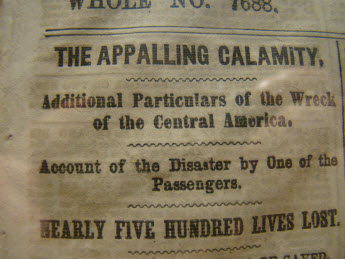 WHOLE NO. 7688.
THE APPALLING CALAMITY,
Additional Particulars of the Wreck
of the Central America.
Account of the Disaster by One of the
Passengers.
NEARLY FIVE HUNDRED LIVES LOST.
SAVED.